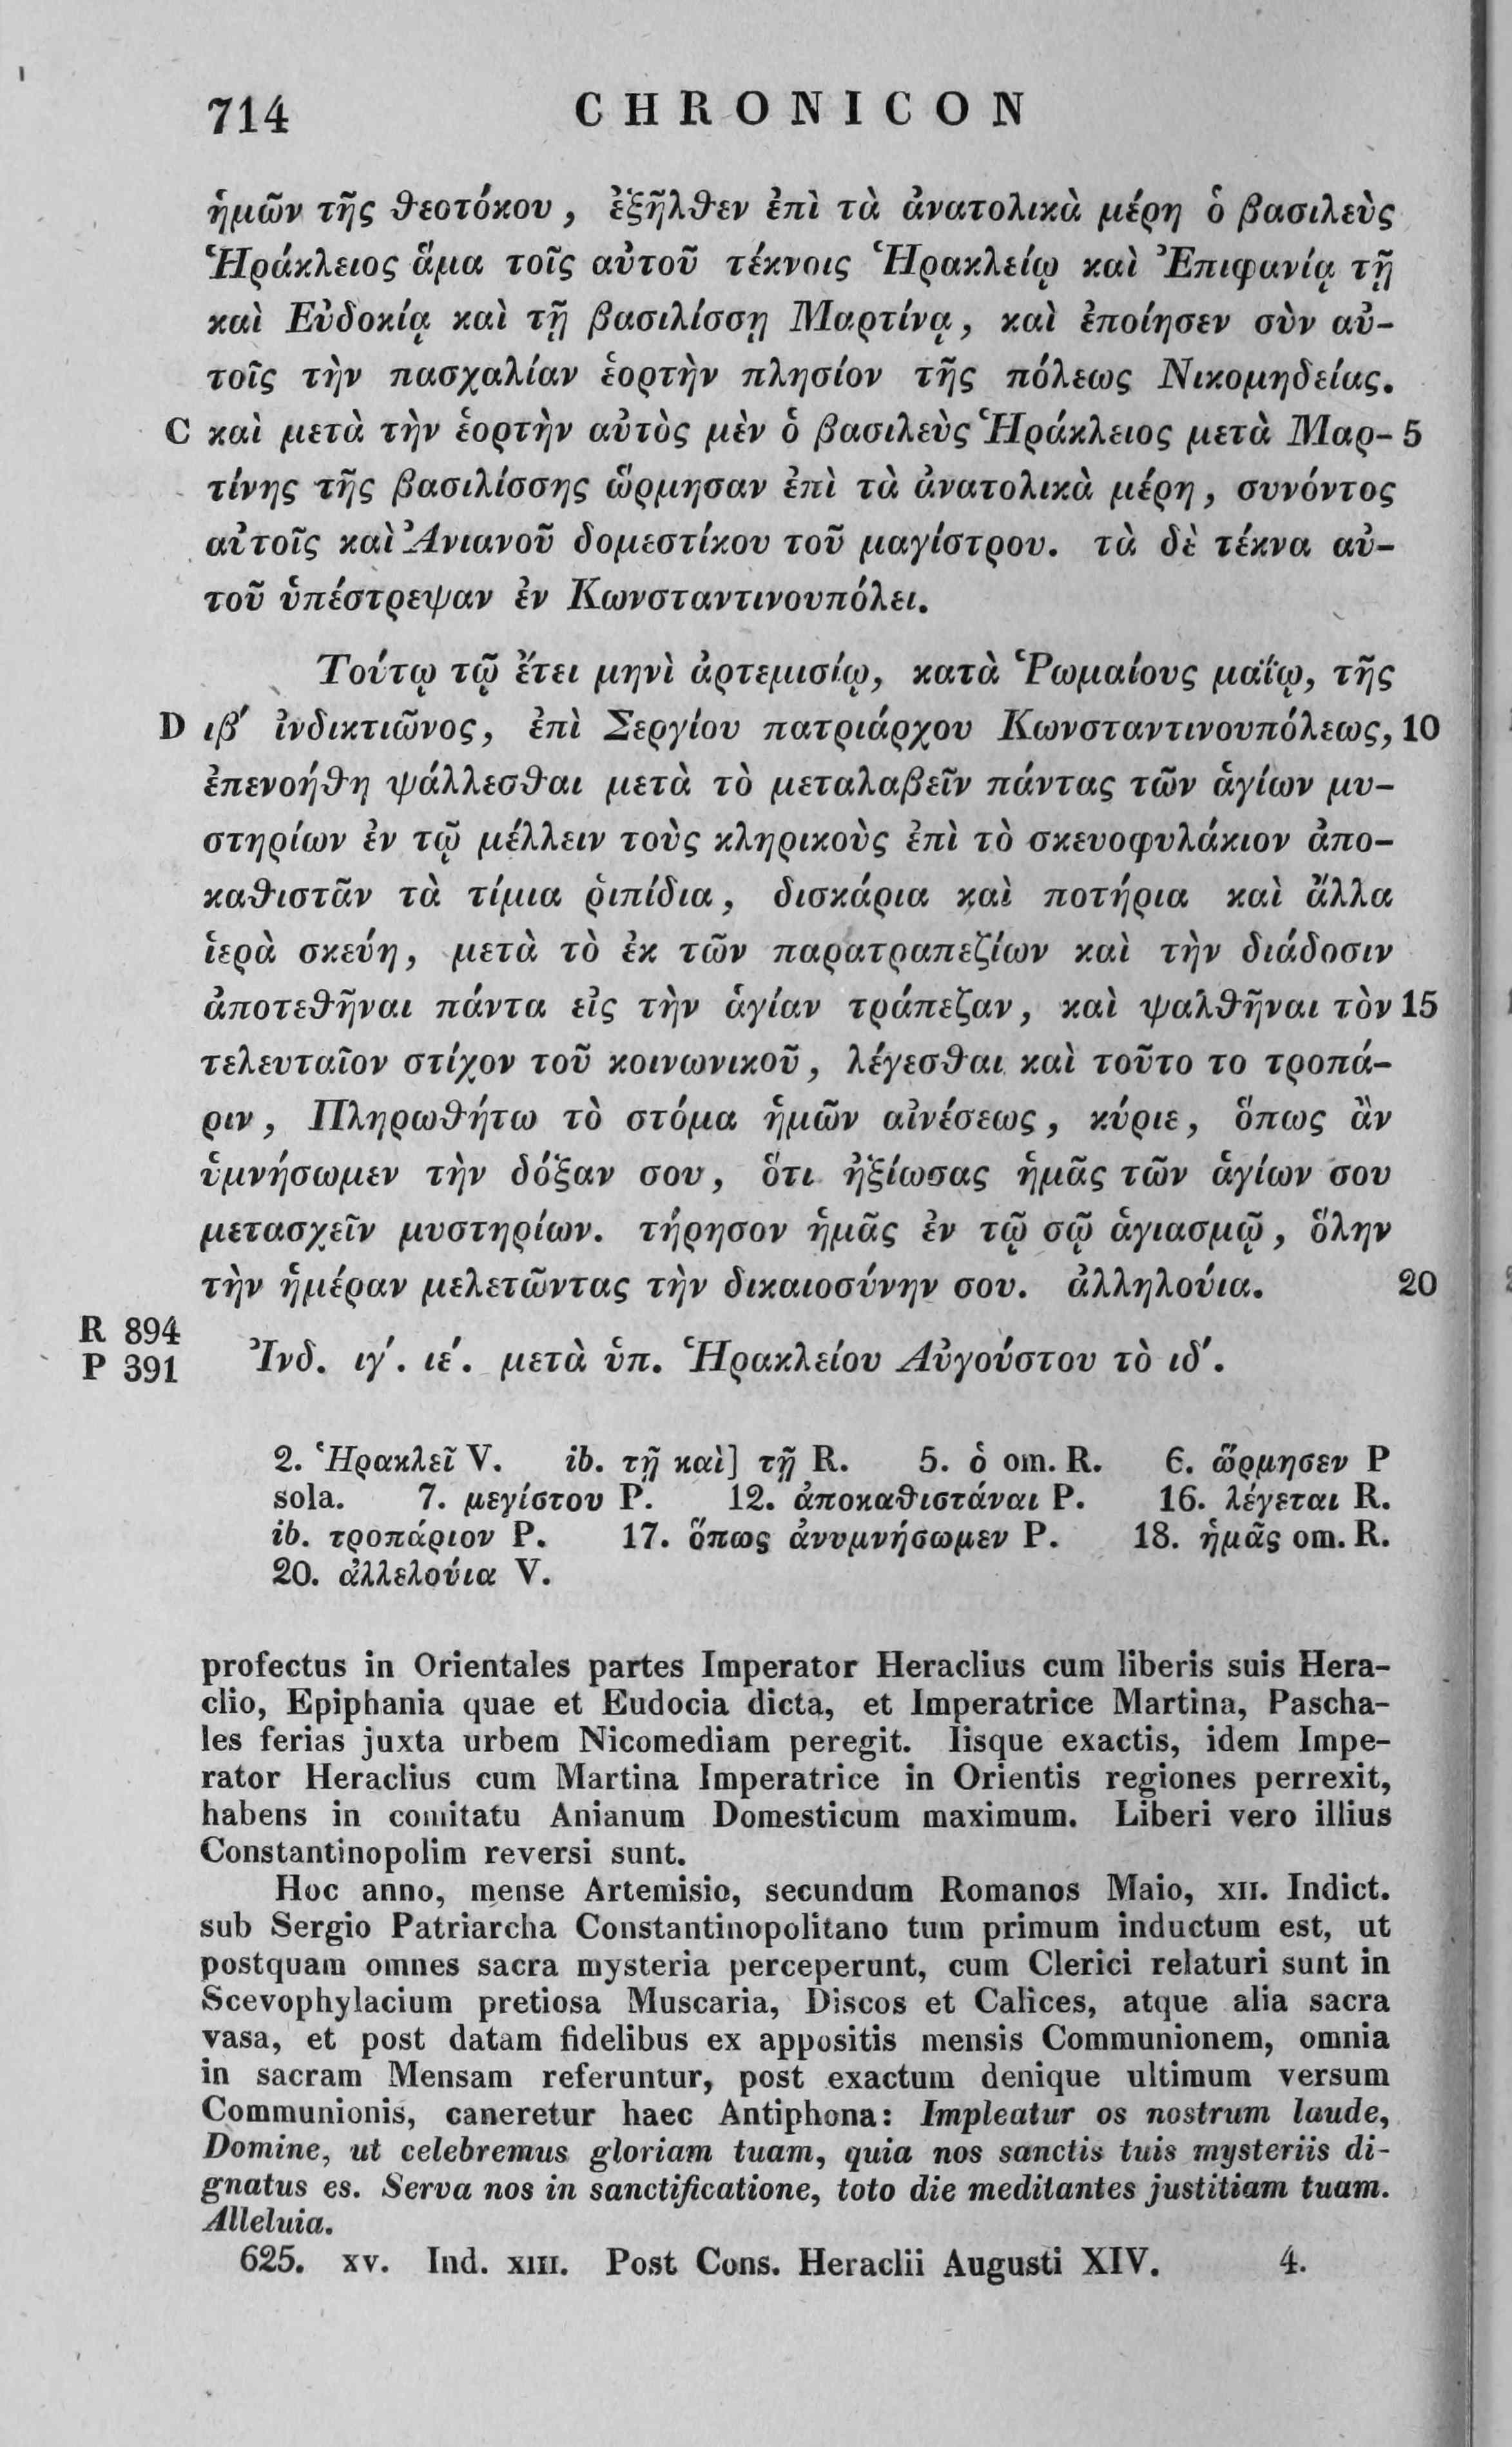 714 CHRONICON
ἡμῶν τῆς θεοτόκου, ἐξῆλθεν ἐπὶ τὰ ἀνατολικὰ μέρη ὁ βασιλεὺς
Ἡράκλειος ἅμα τοῖς αὐτοῦ τέκνοις Ἡρακλείῳ καὶ Ἐπιφανίᾳ τῇ
καὶ Εὐδοκίᾳ καὶ τῇ βασιλίσσῃ Μαρτίνᾳ, καὶ ἐποίησεν σὺν αὐ-
τοῖς τὴν πασχαλίαν ἑορτὴν πλησίον τῆς πόλεως Νικομηδείας.
C καὶ μετὰ τὴν ἑορτὴν αὐτὸς μὲν ὁ βασιλεὺς Ἡράκλειος μετὰ Μαρ- 5
τίνης τῆς βασιλίσσης ὥρμησαν ἐπὶ τὰ ἀνατολικὰ μέρη, συνόντος
αὐτοῖς καὶ Ἀνιανοῦ δομεστίκου τοῦ μαγίστρου. τὰ δὲ τέκνα αὐ-
τοῦ ὑπέστρεψαν ἐν Κωνσταντινουπόλει.
Τούτῳ τῷ ἔτει μηνὶ ἀρτεμισίῳ, κατὰ Ῥωμαίους μαΐῳ, τῆς
D ιβ′ ἰνδικτιῶνος, ἐπὶ Σεργίου πατριάρχου Κωνσταντινουπόλεως, 10
ἐπενοήθη ψάλλεσθαι μετὰ τὸ μεταλαβεῖν πάντας τῶν ἁγίων μυ-
στηρίων ἐν τῷ μέλλειν τοὺς κληρικοὺς ἐπὶ τὸ σκευοφυλάκιον ἀπο-
καθιστᾶν τὰ τίμια ῥιπίδια, δισκάρια καὶ ποτήρια καὶ ἄλλα
ἱερὰ σκεύη, μετὰ τὸ ἐκ τῶν παρατραπεζίων καὶ τὴν διάδοσιν
ἀποτεθῆναι πάντα εἰς τὴν ἁγίαν τράπεζαν, καὶ ψαλθῆναι τὸν 15
τελευταῖον στίχον τοῦ κοινωνικοῦ, λέγεσθαι καὶ τοῦτο το τροπά-
ριν, Πληρωθήτω τὸ στόμα ἡμῶν αἰνέσεως, κύριε, ὅπως ἂν
ὑμνήσωμεν τὴν δόξαν σου, ὅτι ἠξίωσας ἡμᾶς τῶν ἁγίων σου
μετασχεῖν μυστηρίων. τήρησον ἡμᾶς ἐν τῷ σῷ ἁγιασμῷ, ὅλην
τὴν ἡμέραν μελετῶντας τὴν δικαιοσύνην σου. ἀλληλούια. 20
R 894
P 391 Ἰνδ. ιγ′. ιε′. μετὰ ὑπ. Ἡρακλείου Αὐγούστου τὸ ιδ′.
2. Ἡρακλεῖ V. ib. τῇ καὶ] τῇ R. 5. ὁ om. R. 6. ὥρμησεν P
sola. 7. μεγίστου P. 12. ἀποκαθιστάναι P. 16. λέγεται R.
ib. τροπάριον P. 17. ὅπως ἀνυμνήσωμεν P. 18. ἡμᾶς om. R.
20. ἀλλελούια V.
profectus in Orientales partes Imperator Heraclius cum liberis suis Hera-
clio, Epiphania quae et Eudocia dicta, et Imperatrice Martina, Pascha-
les ferias juxta urbem Nicomediam peregit. Iisque exactis, idem Impe-
rator Heraclius cum Martina Imperatrice in Orientis regiones perrexit,
habens in comitatu Anianum Domesticum maximum. Liberi vero illius
Constantinopolim reversi sunt.
Hoc anno, mense Artemisio, secundum Romanos Maio, XII. Indict.
sub Sergio Patriarcha Constantinopolitano tum primum inductum est, ut
postquam omnes sacra mysteria perceperunt, cum Clerici relaturi sunt in
Scevophylacium pretiosa Muscaria, Discos et Calices, atque alia sacra
vasa, et post datam fidelibus ex appositis mensis Communionem, omnia
in sacram Mensam referuntur, post exactum denique ultimum versum
Communionis, caneretur haec Antiphona: Impleatur os nostrum laude,
Domine, ut celebremus gloriam tuam, quia nos sanctis tuis mysteriis di-
gnatus es. Serva nos in sanctificatione, toto die meditantes justitiam tuam.
Alleluia.
625. XV. Ind. XIII. Post Cons. Heraclii Augusti XIV. 4.